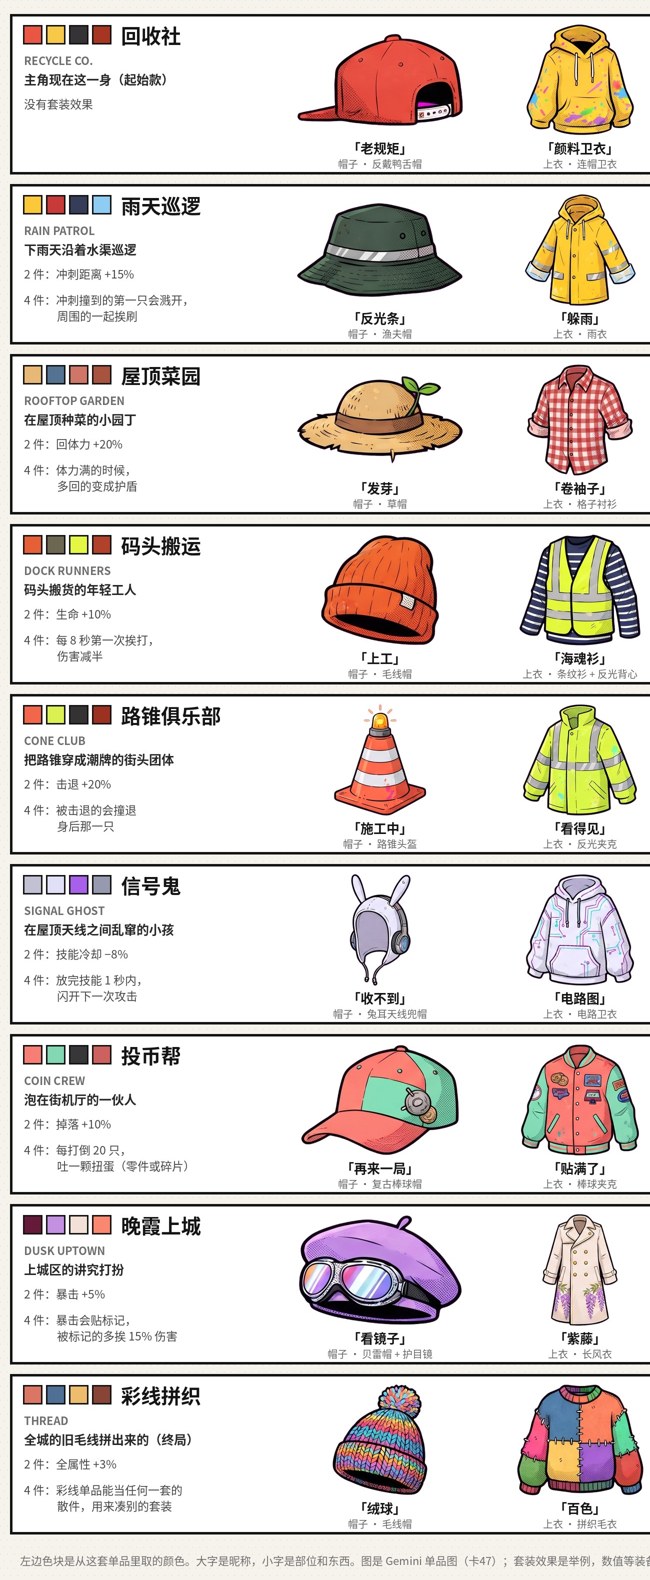 回收社
RECYCLE CO.
主角现在这一身（起始款）
没有套装效果
「老规矩」
帽子 · 反戴鸭舌帽
「颜料卫衣」
上衣 · 连帽卫衣
雨天巡逻
RAIN PATROL
下雨天沿着水渠巡逻
2 件：冲刺距离 +15%
4 件：冲刺撞到的第一只会溅开，
周围的一起挨刷
「反光条」
帽子 · 渔夫帽
「躲雨」
上衣 · 雨衣
屋顶菜园
ROOFTOP GARDEN
在屋顶种菜的小园丁
2 件：回体力 +20%
4 件：体力满的时候，
多回的变成护盾
「发芽」
帽子 · 草帽
「卷袖子」
上衣 · 格子衬衫
码头搬运
DOCK RUNNERS
码头搬货的年轻工人
2 件：生命 +10%
4 件：每 8 秒第一次挨打，
伤害减半
「上工」
帽子 · 毛线帽
「海魂衫」
上衣 · 条纹衫 + 反光背心
路锥俱乐部
CONE CLUB
把路锥穿成潮牌的街头团体
2 件：击退 +20%
4 件：被击退的会撞退
身后那一只
「施工中」
帽子 · 路锥头盔
「看得见」
上衣 · 反光夹克
信号鬼
SIGNAL GHOST
在屋顶天线之间乱窜的小孩
2 件：技能冷却 −8%
4 件：放完技能 1 秒内，
闪开下一次攻击
「收不到」
帽子 · 兔耳天线兜帽
「电路图」
上衣 · 电路卫衣
投币帮
COIN CREW
泡在街机厅的一伙人
2 件：掉落 +10%
4 件：每打倒 20 只，
吐一颗扭蛋（零件或碎片）
「再来一局」
帽子 · 复古棒球帽
「贴满了」
上衣 · 棒球夹克
晚霞上城
DUSK UPTOWN
上城区的讲究打扮
2 件：暴击 +5%
4 件：暴击会贴标记，
被标记的多挨 15% 伤害
「看镜子」
帽子 · 贝雷帽 + 护目镜
「紫藤」
上衣 · 长风衣
彩线拼织
THREAD
全城的旧毛线拼出来的（终局）
2 件：全属性 +3%
4 件：彩线单品能当任何一套的
散件，用来凑别的套装
「绒球」
帽子 · 毛线帽
「百色」
上衣 · 拼织毛衣
左边色块是从这套单品里取的颜色。大字是昵称，小字是部位和东西。图是 Gemini 单品图（卡47）；套装效果是举例，数值等装